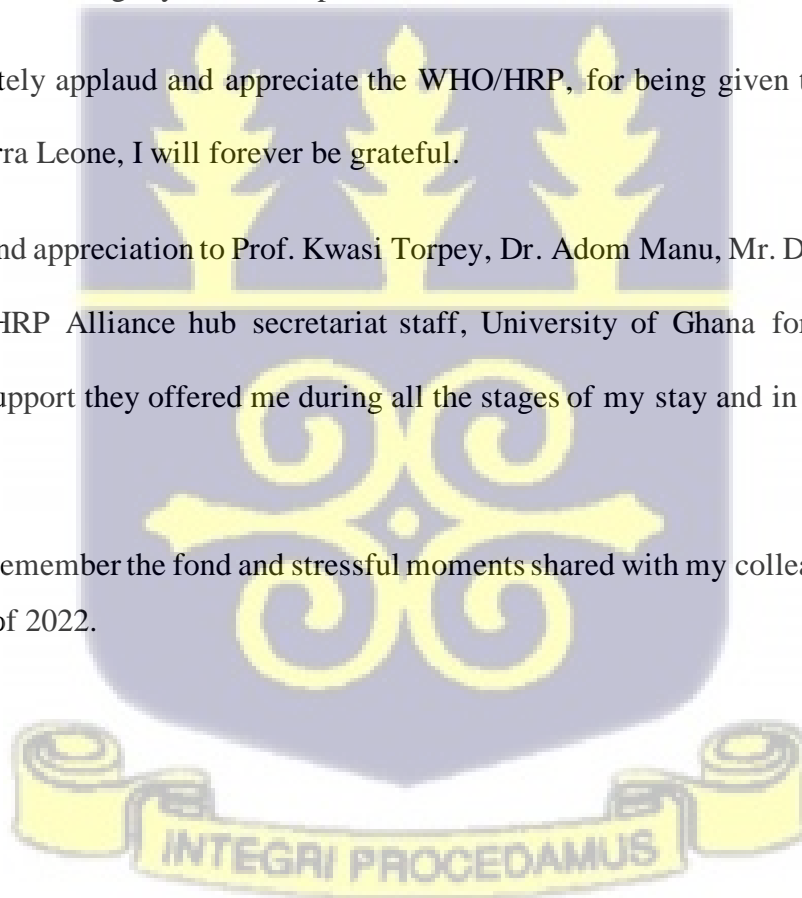 tely applaud and appreciate the WHO/HRP, for being given t
rra Leone, I will forever be grateful.
nd appreciation to Prof. Kwasi Torpey, Dr. Adom Manu, Mr. D
HRP Alliance hub secretariat staff, University of Ghana for
upport they offered me during all the stages of my stay and in
emember the fond and stressful moments shared with my collea
of 2022.
INTEGRI PROCEDAMUS